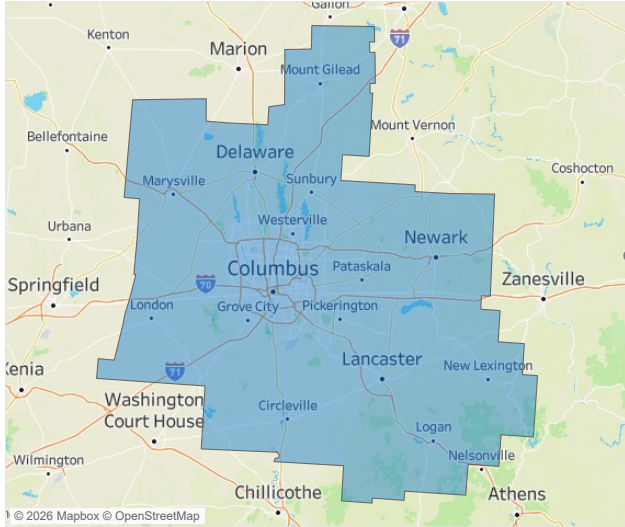 Galion
Kenton
Marion
71
Mount Gilead
Bellefontaine
Mount Vernon
Delaware
Coshocton
Marysville
Sunbury
Urbana
Westerville
Newark
Columbus
Pataskala
Springfield
70
Zanesville
London
Grove City
Pickerington
71
Lancaster
New Lexington
Washington
Court House
Circleville
Logan
Nelsonville
Wilmington
Chillicothe
Athens
© 2026 Mapbox © OpenStreetMap